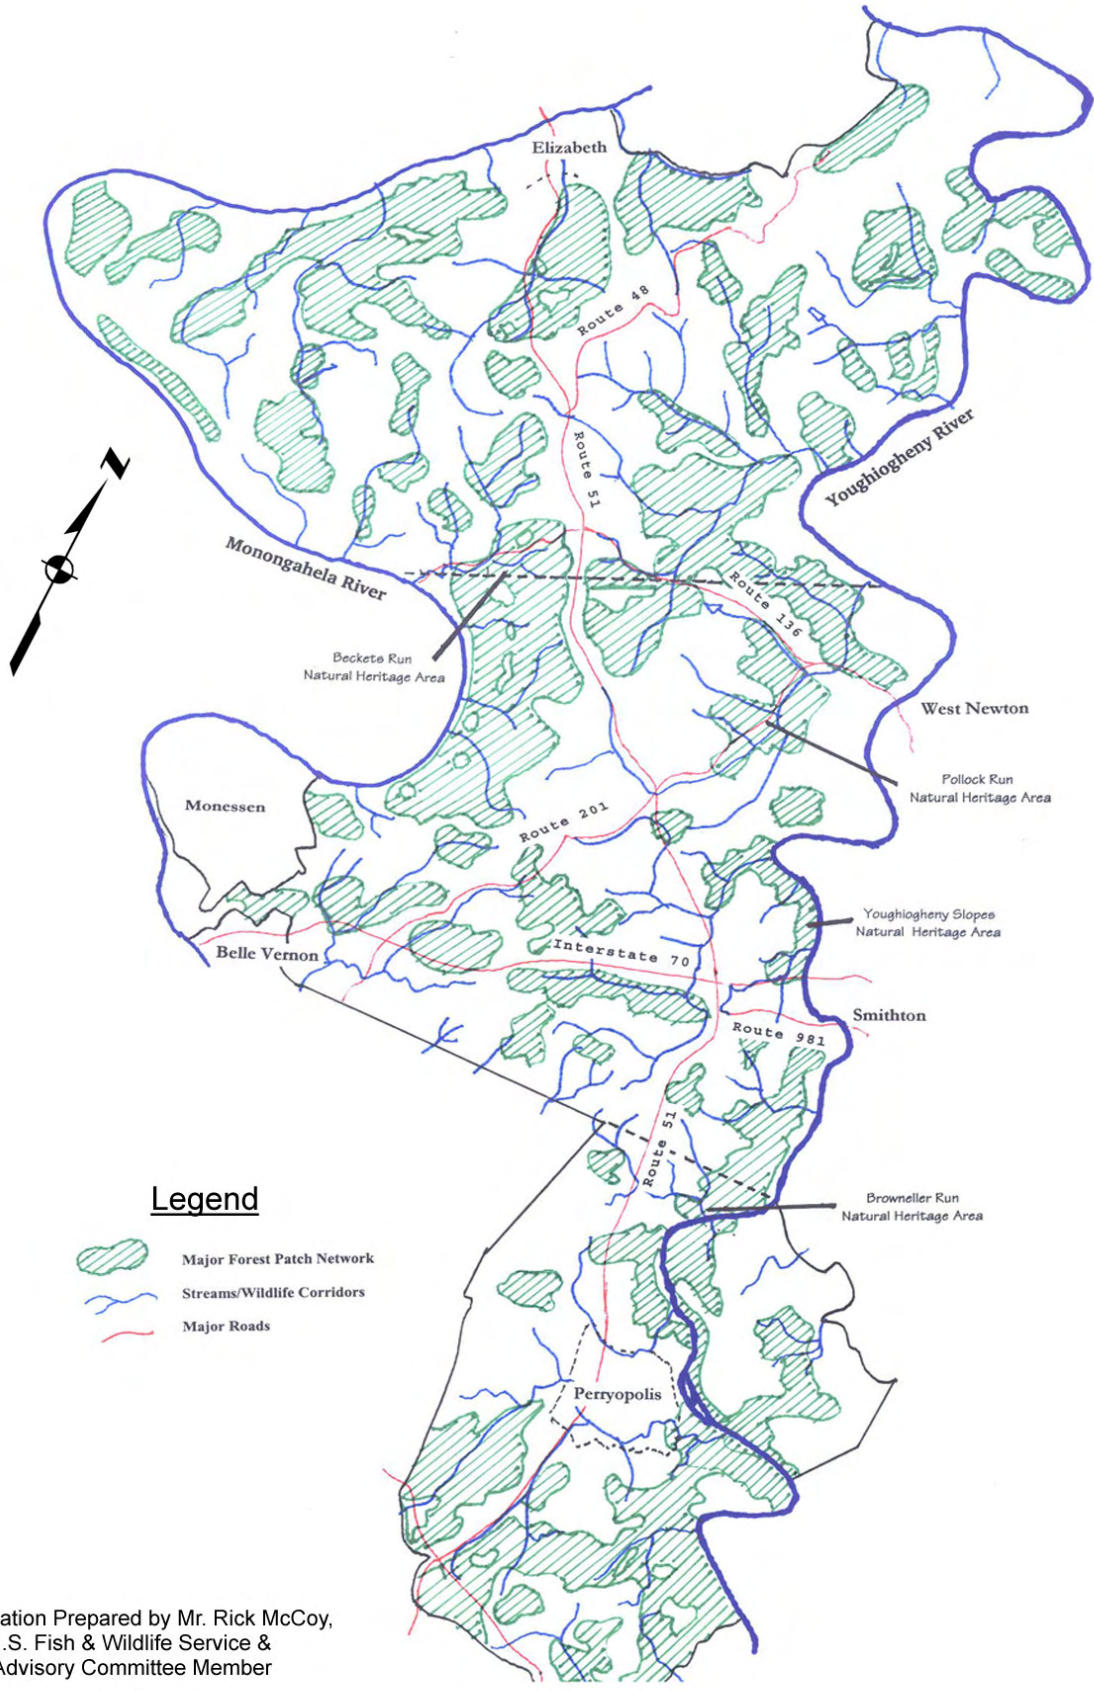 Elizabeth
Route 48
Route 51
Youghiogheny River
N
Monongahela River
Route 136
Beckets Run
Natural Heritage Area
West Newton
Pollock Run
Natural Heritage Area
Monessen
Route 201
Youghiogheny Slopes
Natural Heritage Area
Belle Vernon
Interstate 70
Smithton
Route 981
Route 51
Legend
Browneller Run
Natural Heritage Area
Major Forest Patch Network
Streams/Wildlife Corridors
Major Roads
Perryopolis
ation Prepared by Mr. Rick McCoy,
.S. Fish & Wildlife Service &
Advisory Committee Member